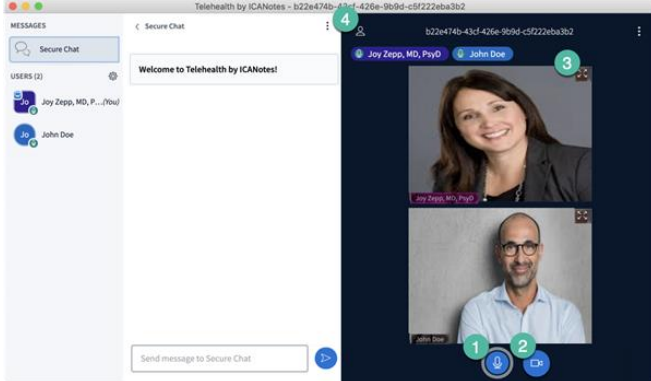 Telehealth by ICANotes - b22e474b-43cf-426e-9b9d-c5f222eba3b2
MESSAGES
Secure Chat
USERS (2)
Jo
Joy Zepp, MD, P...(You)
Jo
John Doe
Secure Chat
Welcome to Telehealth by ICANotes!
Send message to Secure Chat
4
b22e474b-43cf-426e-9b9d-c5f222eba3b2
Joy Zepp, MD, PsyD
John Doe
3
Joy Zepp, MD, PsyD
John Doe
1
2